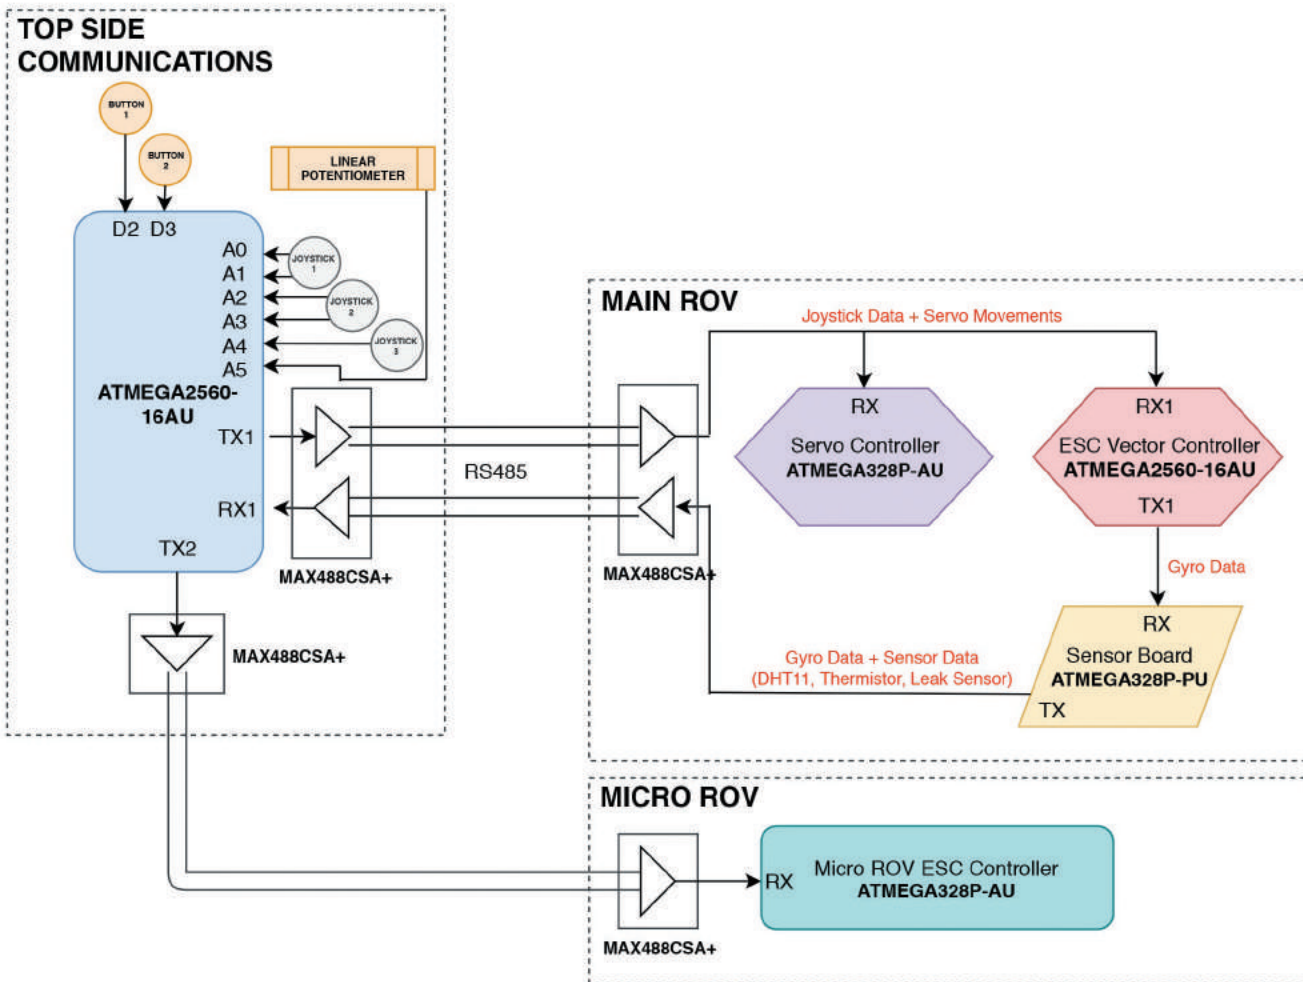 TOP SIDE
COMMUNICATIONS
BUTTON
1
BUTTON
2
LINEAR
POTENTIOMETER
D2 D3
A0
A1
A2
A3
A4
A5
JOYSTICK
1
JOYSTICK
2
JOYSTICK
3
ATMEGA2560-
16AU
TX1
RX1
TX2
MAX488CSA+
MAX488CSA+
RS485
MAIN ROV
Joystick Data + Servo Movements
MAX488CSA+
RX
Servo Controller
ATMEGA328P-AU
RX1
ESC Vector Controller
ATMEGA2560-16AU
TX1
Gyro Data
RX
Sensor Board
ATMEGA328P-PU
TX
Gyro Data + Sensor Data
(DHT11, Thermistor, Leak Sensor)
MICRO ROV
MAX488CSA+
RX
Micro ROV ESC Controller
ATMEGA328P-AU